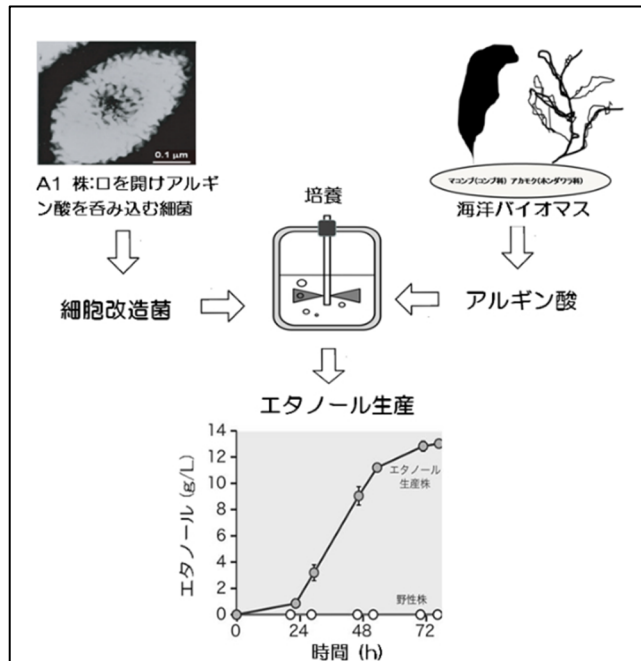 0.1 μm
A1 株:口を開けアルギ
ン酸を呑み込む細菌
マコンブ(コンブ科) アカモク(ホンダワラ科)
海洋バイオマス
培養
細胞改造菌
アルギン酸
エタノール生産
エタノール (g/L)
14
12
10
8
6
4
2
0
エタノール
生産株
野性株
0
24
48
72
時間 (h)